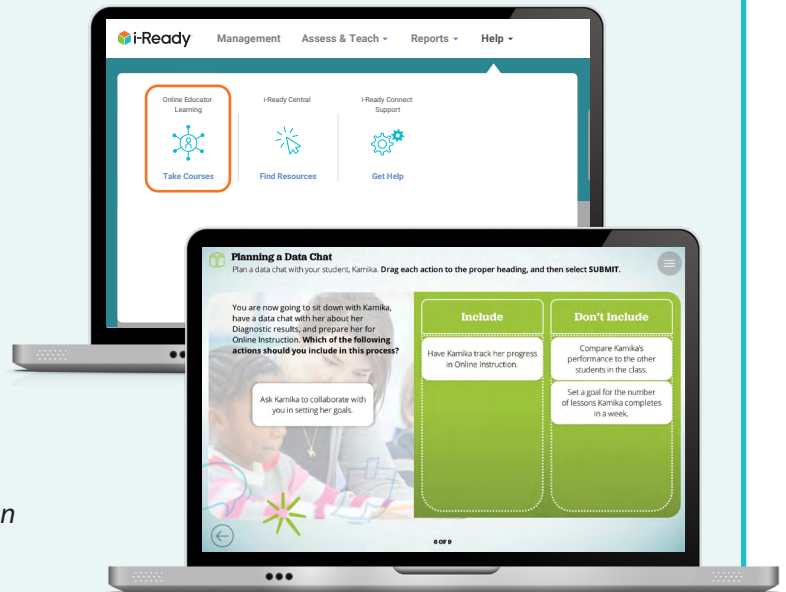 i-Ready Management Assess & Teach Reports Help
Online Educator
Learning
i-Ready Central
i-Ready Connect
Support
Take Courses
Find Resources
Get Help
Planning a Data Chat
Plan a data chat with your student, Kamika. Drag each action to the proper heading, and then select SUBMIT.
You are now going to sit down with Kamika,
have a data chat with her about her
Diagnostic results, and prepare her for
Online Instruction. Which of the following
actions should you include in this process?
Ask Kamika to collaborate with
you in setting her goals.
Include
Have Kamika track her progress
in Online Instruction.
Don't Include
Compare Kamika's
performance to the other
students in the class.
Set a goal for the number
of lessons Kamika completes
in a week.
6 OF 9
n